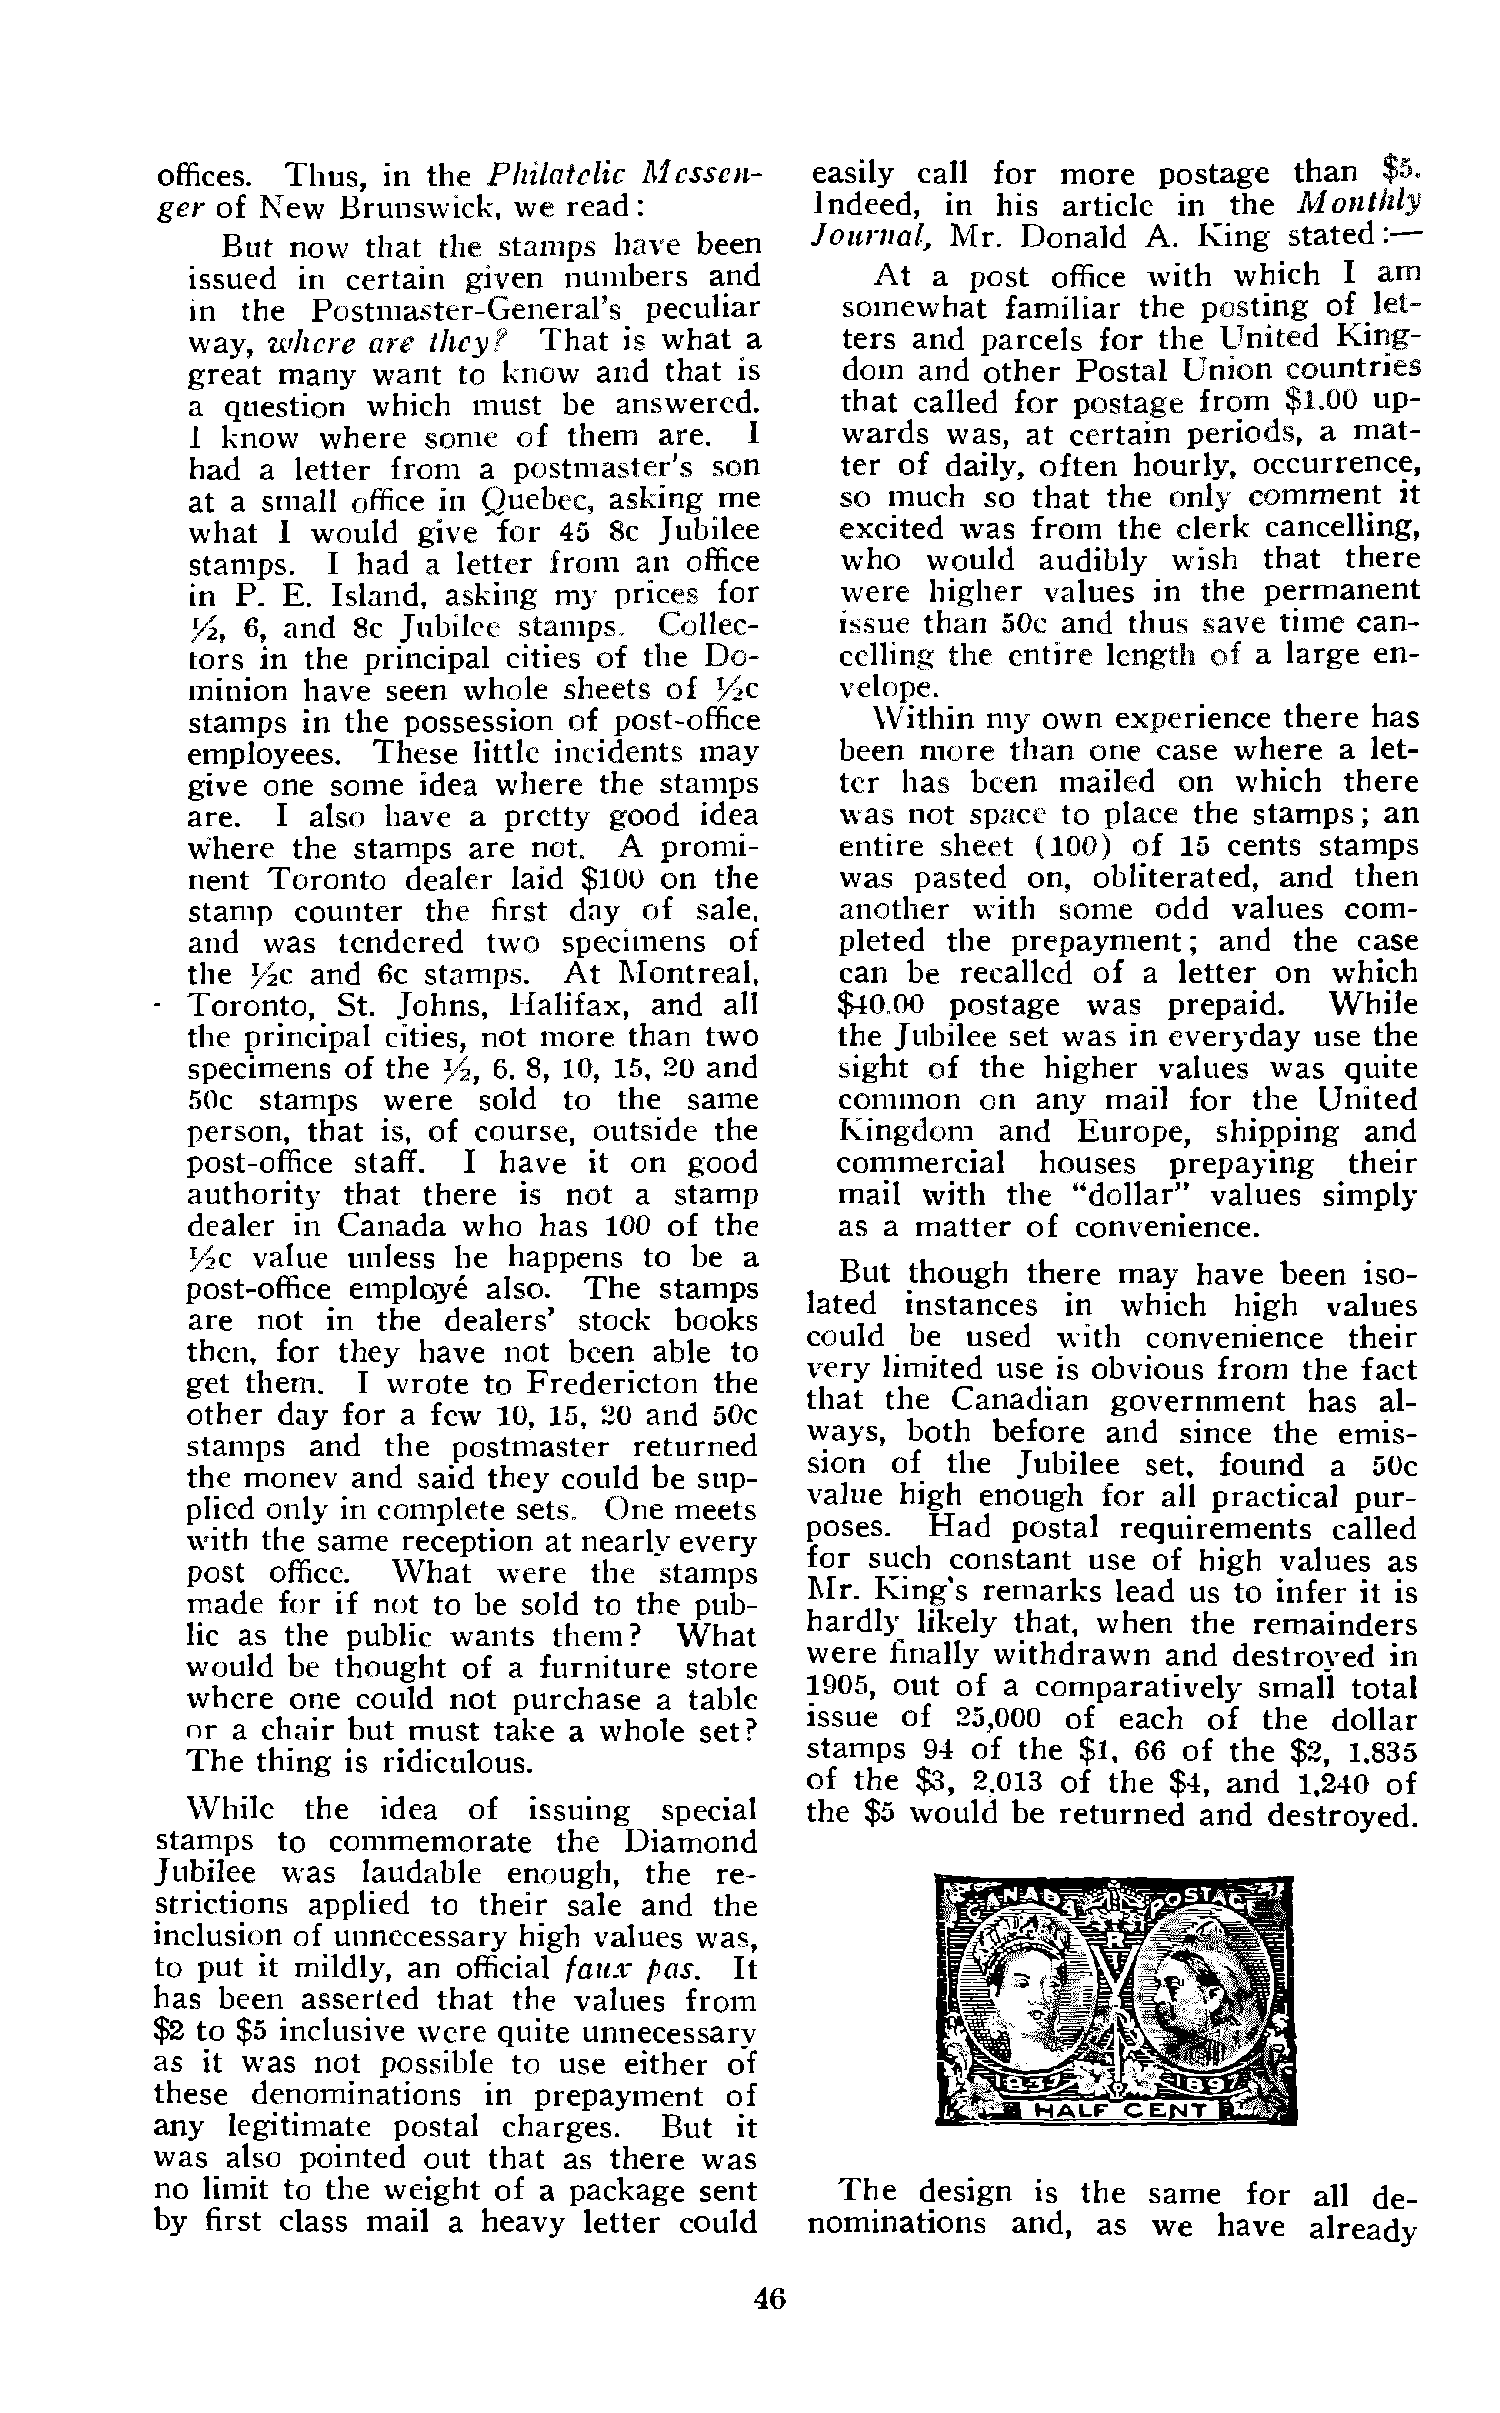 offices. Thus, in the Philatelic Messen-
ger of New Brunswick, we read:
But now that the stamps have been
issued in certain given numbers and
in the Postmaster-General's peculiar
way, where are they? That is what a
great many want to know and that is
a question which must be answered.
I know where some of them are. I
had a letter from a postmaster's son
at a small office in Quebec, asking me
what I would give for 45 8c Jubilee
stamps. I had a letter from an office
in P. E. Island, asking my prices for
½, 6, and 8c Jubilee stamps. Collec-
tors in the principal cities of the Do-
minion have seen whole sheets of ½c
stamps in the possession of post-office
employees. These little incidents may
give one some idea where the stamps
are. I also have a pretty good idea
where the stamps are not. A promi-
nent Toronto dealer laid $100 on the
stamp counter the first day of sale,
and was tendered two specimens of
the ½c and 6c stamps. At Montreal,
Toronto, St. Johns, Halifax, and all
the principal cities, not more than two
specimens of the ½, 6, 8, 10, 15, 20 and
50c stamps were sold to the same
person, that is, of course, outside the
post-office staff. I have it on good
authority that there is not a stamp
dealer in Canada who has 100 of the
½c value unless he happens to be a
post-office employé also. The stamps
are not in the dealers' stock books
then, for they have not been able to
get them. I wrote to Fredericton the
other day for a few 10, 15, 20 and 50c
stamps and the postmaster returned
the money and said they could be sup-
plied only in complete sets. One meets
with the same reception at nearly every
post office. What were the stamps
made for if not to be sold to the pub-
lic as the public wants them? What
would be thought of a furniture store
where one could not purchase a table
or a chair but must take a whole set?
The thing is ridiculous.
While the idea of issuing special
stamps to commemorate the Diamond
Jubilee was laudable enough, the re-
strictions applied to their sale and the
inclusion of unnecessary high values was,
to put it mildly, an official faux pas. It
has been asserted that the values from
$2 to $5 inclusive were quite unnecessary
as it was not possible to use either of
these denominations in prepayment of
any legitimate postal charges. But it
was also pointed out that as there was
no limit to the weight of a package sent
by first class mail a heavy letter could
easily call for more postage than $5.
Indeed, in his article in the Monthly
Journal, Mr. Donald A. King stated:—
At a post office with which I am
somewhat familiar the posting of let-
ters and parcels for the United King-
dom and other Postal Union countries
that called for postage from $1.00 up-
wards was, at certain periods, a mat-
ter of daily, often hourly, occurrence,
so much so that the only comment it
excited was from the clerk cancelling,
who would audibly wish that there
were higher values in the permanent
issue than 50c and thus save time can-
celling the entire length of a large en-
velope.
Within my own experience there has
been more than one case where a let-
ter has been mailed on which there
was not space to place the stamps; an
entire sheet (100) of 15 cents stamps
was pasted on, obliterated, and then
another with some odd values com-
pleted the prepayment; and the case
can be recalled of a letter on which
$40.00 postage was prepaid. While
the Jubilee set was in everyday use the
sight of the higher values was quite
common on any mail for the United
Kingdom and Europe, shipping and
commercial houses prepaying their
mail with the "dollar" values simply
as a matter of convenience.
But though there may have been iso-
lated instances in which high values
could be used with convenience their
very limited use is obvious from the fact
that the Canadian government has al-
ways, both before and since the emis-
sion of the Jubilee set, found a 50c
value high enough for all practical pur-
poses. Had postal requirements called
for such constant use of high values as
Mr. King's remarks lead us to infer it is
hardly likely that, when the remainders
were finally withdrawn and destroyed in
1905, out of a comparatively small total
issue of 25,000 of each of the dollar
stamps 94 of the $1, 66 of the $2, 1.835
of the $3, 2,013 of the $4, and 1,240 of
the $5 would be returned and destroyed.
CANADA POSTAGE
V R I
1837 1897
HALF CENT
The design is the same for all de-
nominations and, as we have already
46